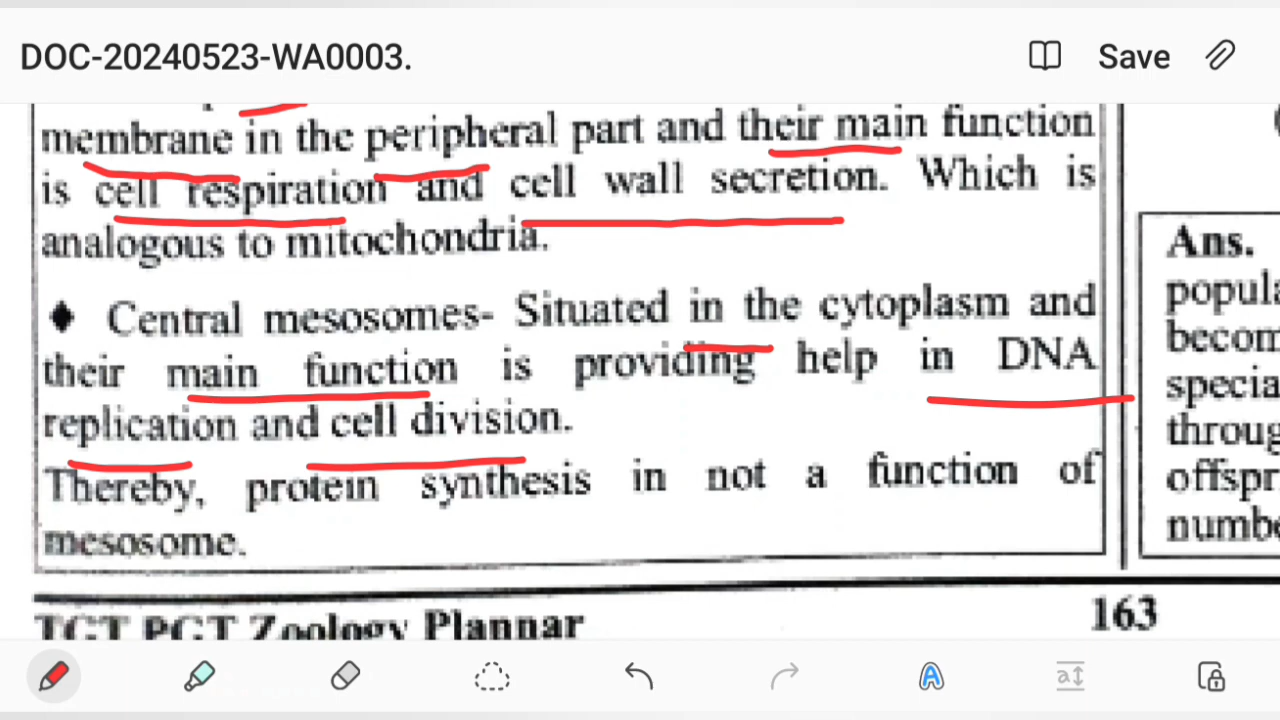 DOC-20240523-WA0003.
Save
membrane in the peripheral part and their main function
is cell respiration and cell wall secretion. Which is
analogous to mitochondria.
♦ Central mesosomes- Situated in the cytoplasm and
their main function is providing help in DNA
replication and cell division.
Thereby, protein synthesis in not a function of
mesosome.
Ans.
popula
becom
specia
throug
offspr
numbe
TGT PGT Zoology Plannar
163
A
a